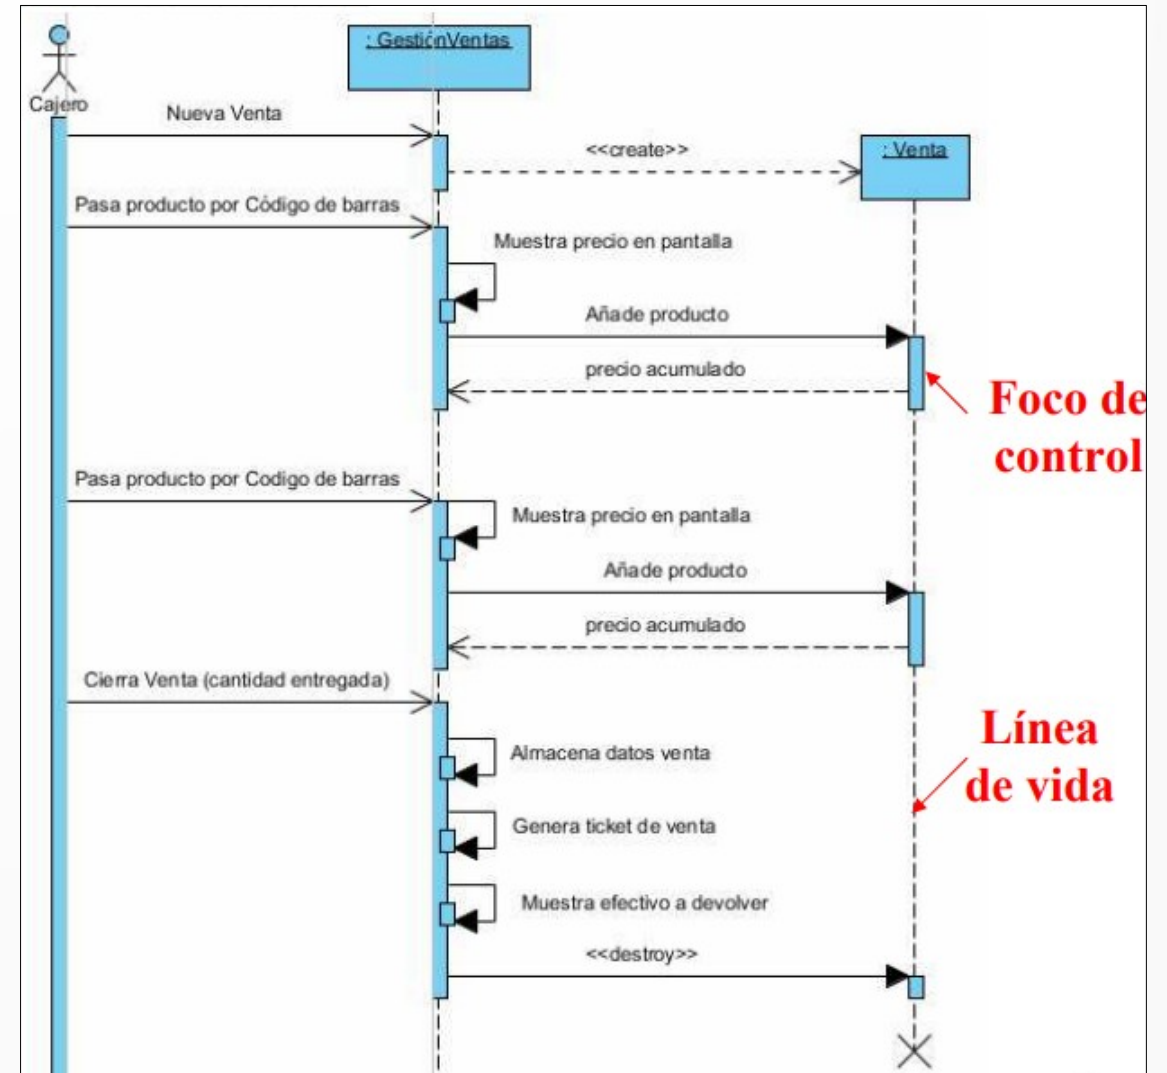 : GestiónVentas
Cajero
Nueva Venta
<<create>>
: Venta
Pasa producto por Código de barras
Muestra precio en pantalla
Añade producto
precio acumulado
Foco de
control
Pasa producto por Codigo de barras
Muestra precio en pantalla
Añade producto
precio acumulado
Cierra Venta (cantidad entregada)
Línea
de vida
Almacena datos venta
Genera ticket de venta
Muestra efectivo a devolver
<<destroy>>